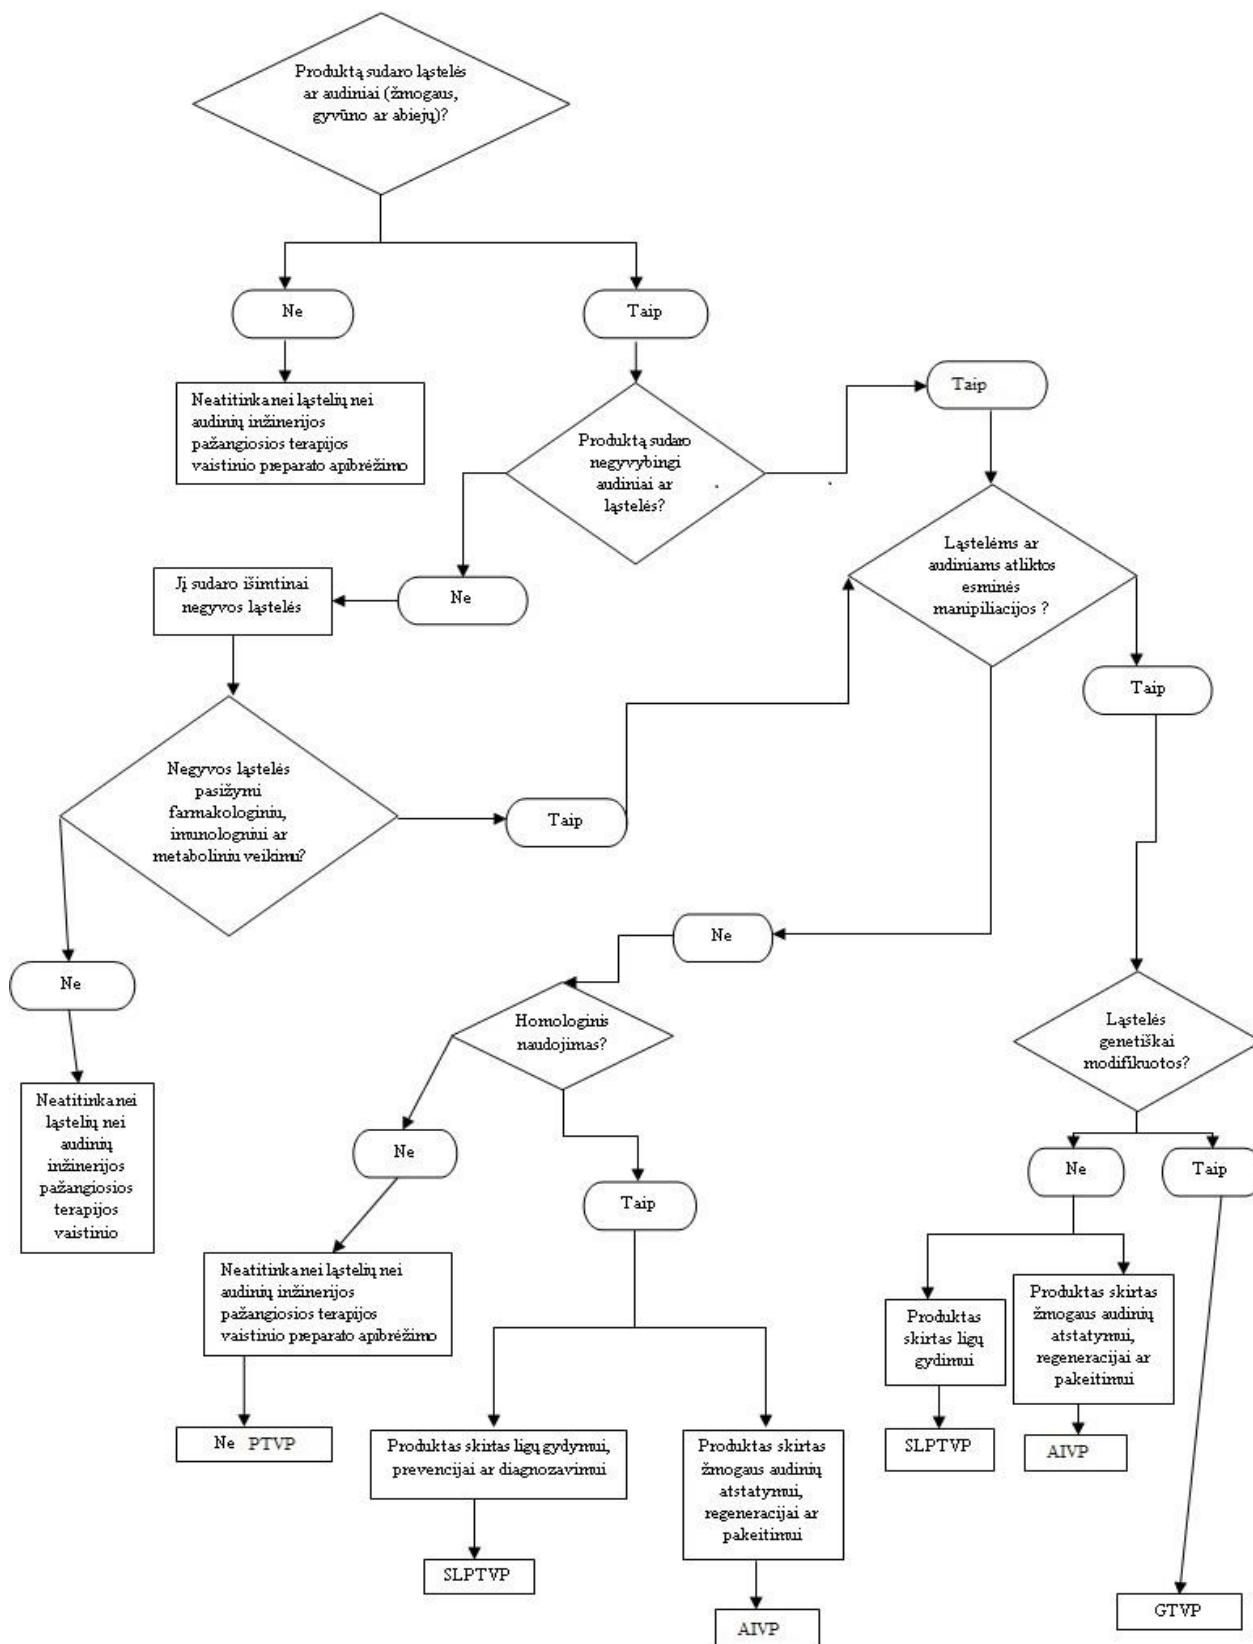 Produktą sudaro ląstelės
ar audiniai (žmogaus,
gyvūno ar abiejų)?
Ne
Taip
Neatitinka nei ląstelių nei
audinių inžinerijos
pažangiosios terapijos
vaistinio preparato apibrėžimo
Produktą sudaro
negyvybingi
audiniai ar
ląstelės?
Taip
Ląstelėms ar
audiniams atliktos
esminės
manipiliacijos ?
Ne
Jį sudaro išimtinai
negyvos ląstelės
Taip
Negyvos ląstelės
pasižymi
farmakologiniu,
imunologniui ar
metaboliniu veikimu?
Taip
Ne
Ne
Neatitinka nei
ląstelių nei
audinių
inžinerijos
pažangiosios
terapijos
vaistinio
Homologinis
naudojimas?
Ląstelės
genetiškai
modifikuotos?
Ne
Taip
Ne
Taip
Neatitinka nei ląstelių nei
audinių inžinerijos
pažangiosios terapijos
vaistinio preparato apibrėžimo
Ne PTVP
Produktas skirtas ligų gydymui,
prevencijai ar diagnozavimui
SLPTVP
Produktas skirtas
žmogaus audinių
atstatymui,
regeneracijai ar
pakeitimui
AIVP
Produktas
skirtas ligų
gydimui
SLPTVP
Produktas skirtas
žmogaus audinių
atstatymui,
regeneracijai ar
pakeitimui
AIVP
GTVP